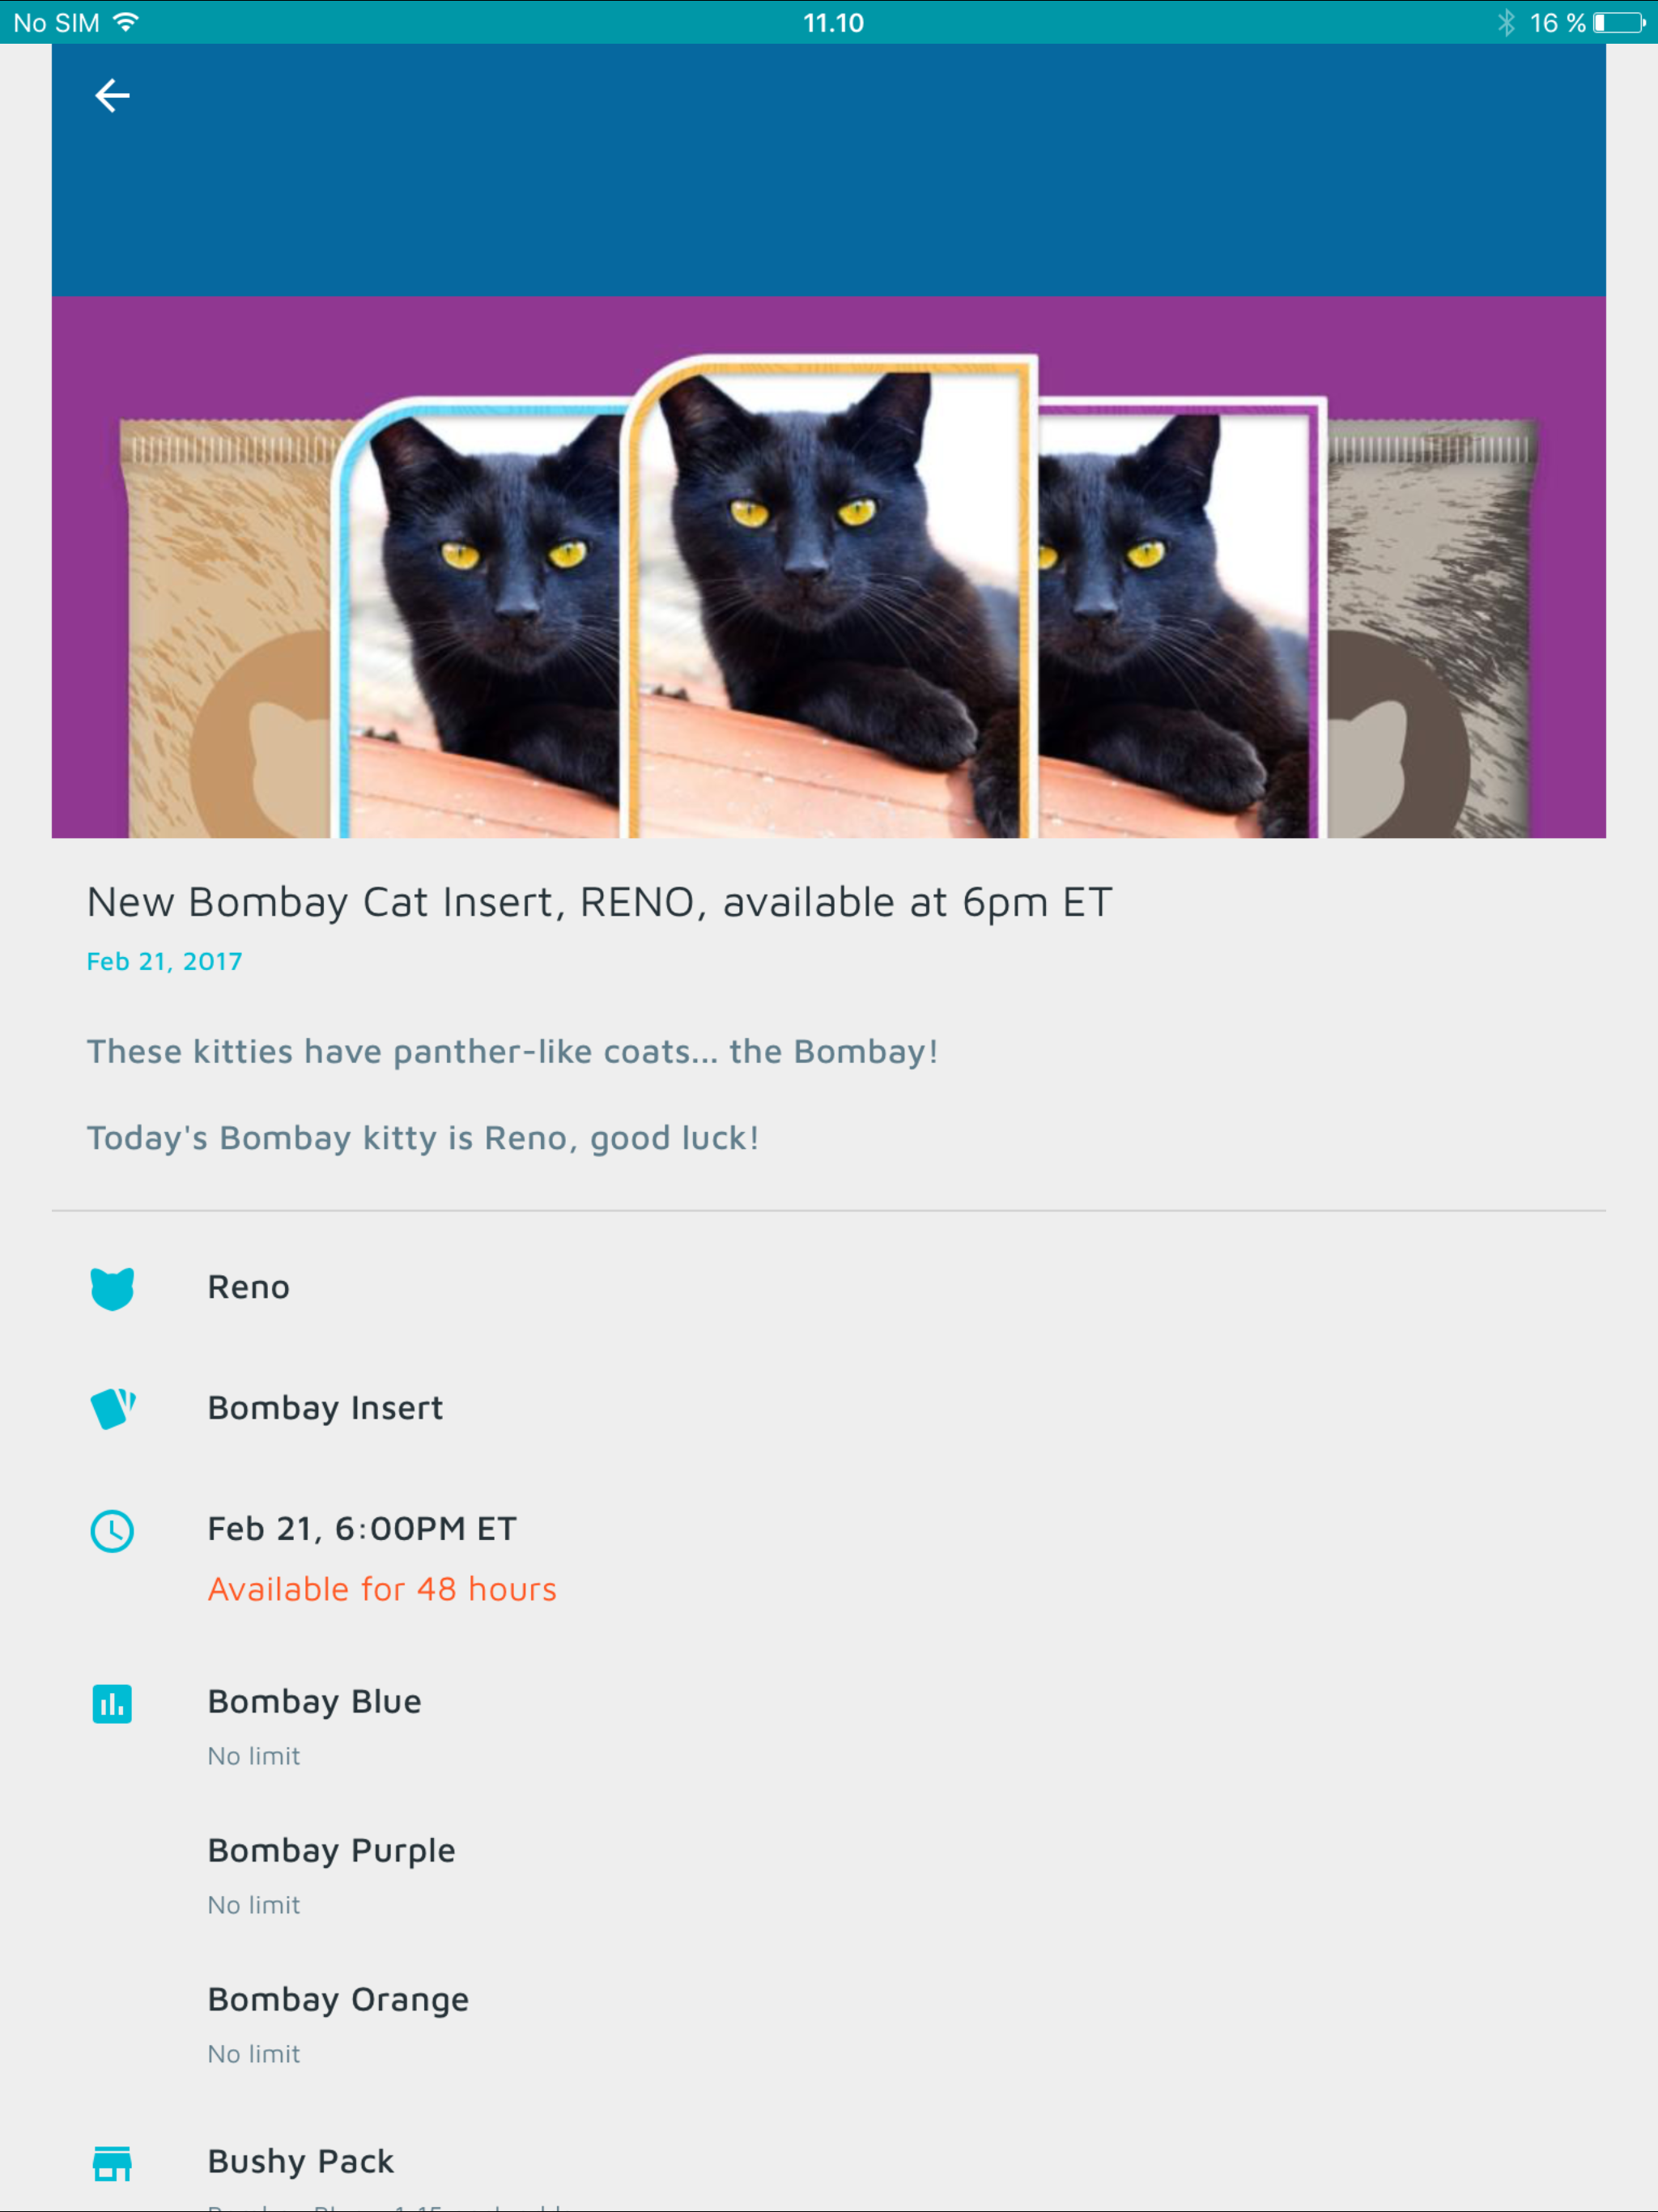 No SIM
11.10
16 %
New Bombay Cat Insert, RENO, available at 6pm ET
Feb 21, 2017
These kitties have panther-like coats... the Bombay!
Today's Bombay kitty is Reno, good luck!
Reno
Bombay Insert
Feb 21, 6:00PM ET
Available for 48 hours
Bombay Blue
No limit
Bombay Purple
No limit
Bombay Orange
No limit
Bushy Pack